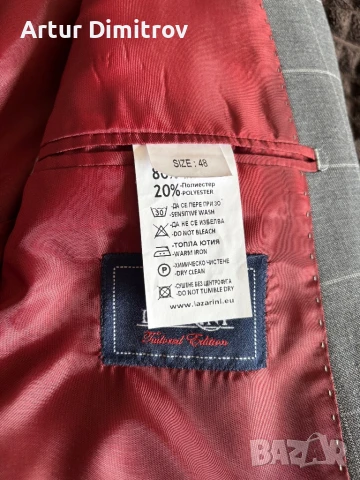 Artur Dimitrov
SIZE : 48
80%
20% -Полиестер
-POLYESTER
30 -ДА СЕ ПЕРЕ ПРИ 30
-SENSITIVE WASH
-ДА НЕ СЕ ИЗБЕЛВА
-DO NOT BLEACH
-ТОПЛА ЮТИЯ
-WARM IRON
P -ХИМИЧЕСКО ЧИСТЕНЕ
-DRY CLEAN
-СУШЕНЕ БЕЗ ЦЕНТРОФУГА
-DO NOT TUMBLE DRY
www.lazarini.eu
Tailored Edition
BAZAR